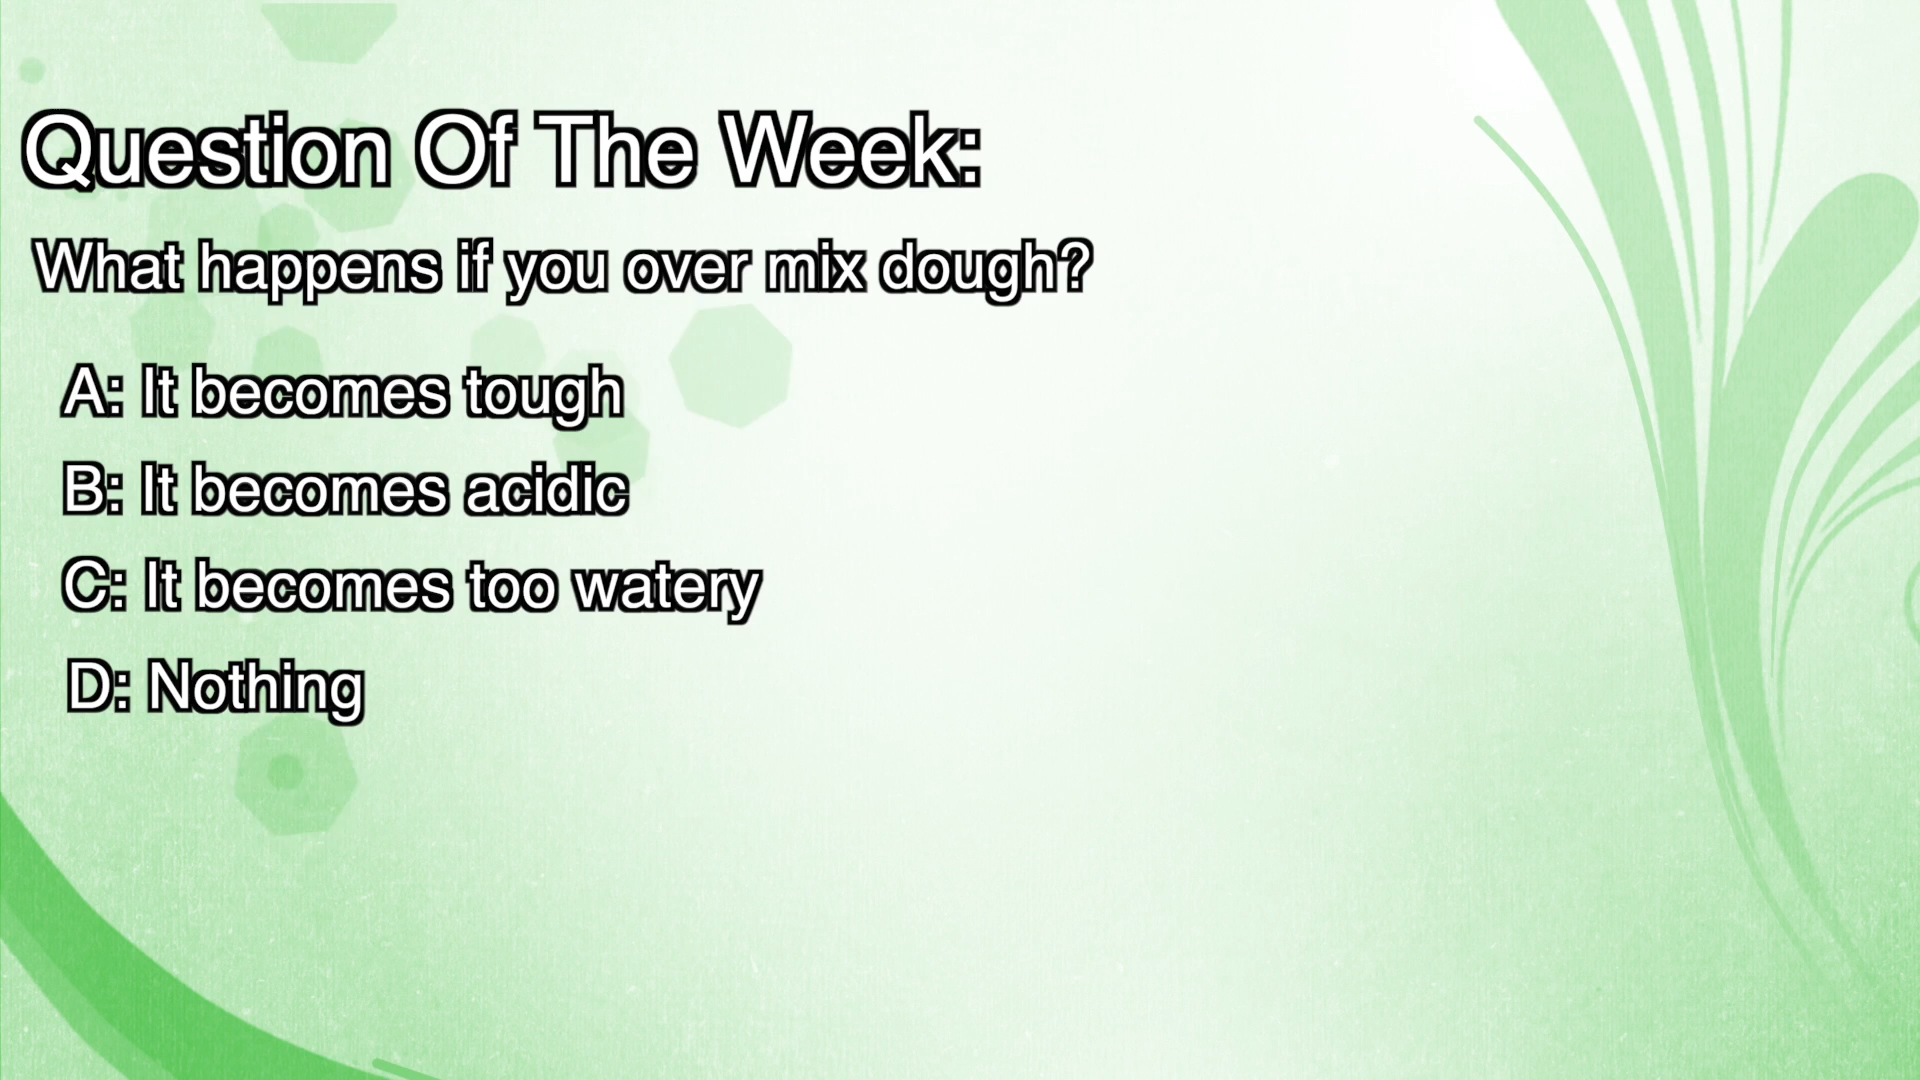 Question Of The Week:
What happens if you over mix dough?
A: It becomes tough
B: It becomes acidic
C: It becomes too watery
D: Nothing